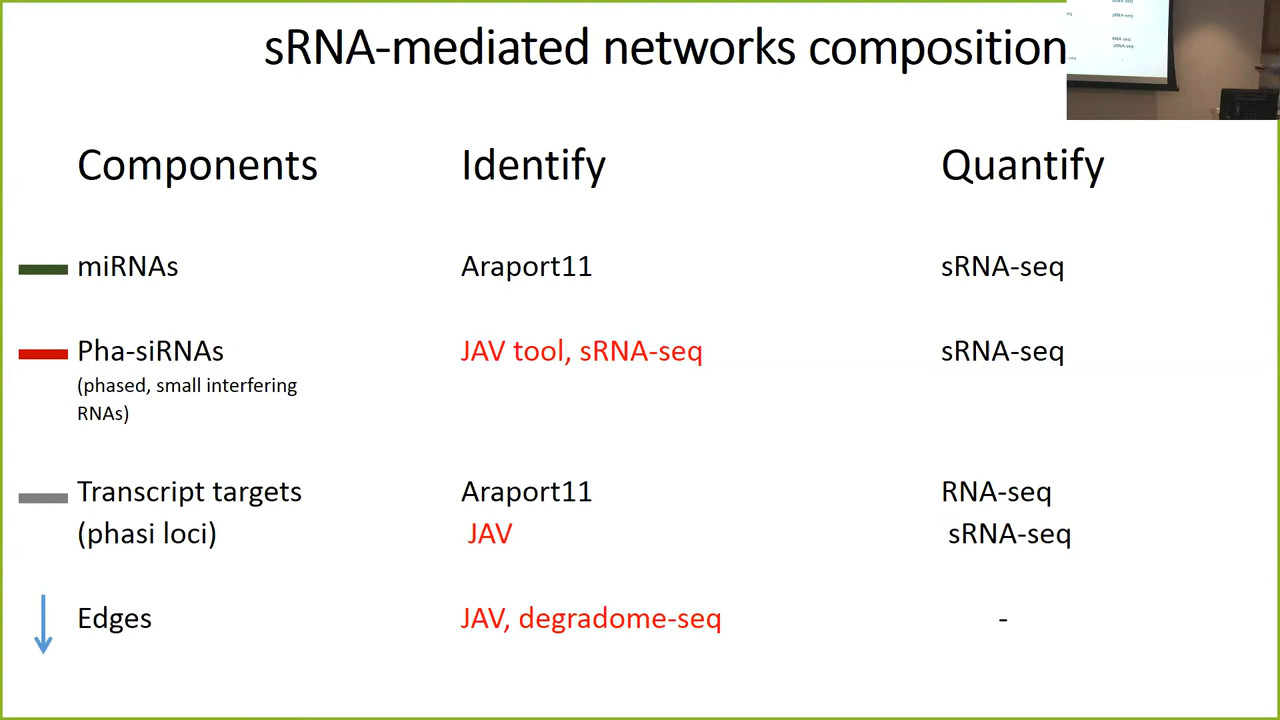 sRNA-mediated networks composition
Components Identify Quantify
miRNAs Araport11 sRNA-seq
Pha-siRNAs JAV tool, sRNA-seq sRNA-seq
(phased, small interfering
RNAs)
Transcript targets Araport11 RNA-seq
(phasi loci) JAV sRNA-seq
Edges JAV, degradome-seq -